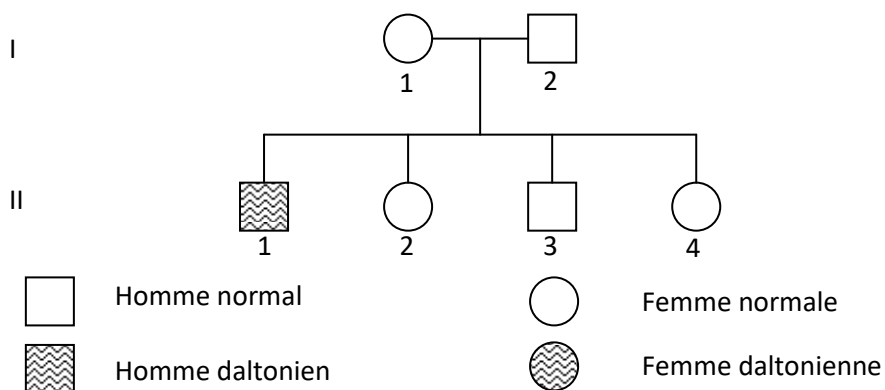 I
1 2
II
1 2 3 4
Homme normal Femme normale
Homme daltonien Femme daltonienne